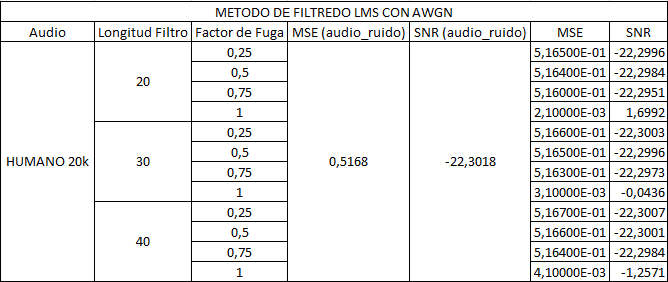 METODO DE FILTREDO LMS CON AWGN
Audio Longitud Filtro Factor de Fuga MSE (audio_ruido) SNR (audio_ruido) MSE SNR
HUMANO 20k 20 0,25 0,5168 -22,3018 5,16500E-01 -22,2996
0,5 5,16400E-01 -22,2984
0,75 5,16000E-01 -22,2951
1 2,10000E-03 1,6992
30 0,25 5,16600E-01 -22,3003
0,5 5,16500E-01 -22,2996
0,75 5,16300E-01 -22,2973
1 3,10000E-03 -0,0436
40 0,25 5,16700E-01 -22,3007
0,5 5,16600E-01 -22,3001
0,75 5,16400E-01 -22,2984
1 4,10000E-03 -1,2571